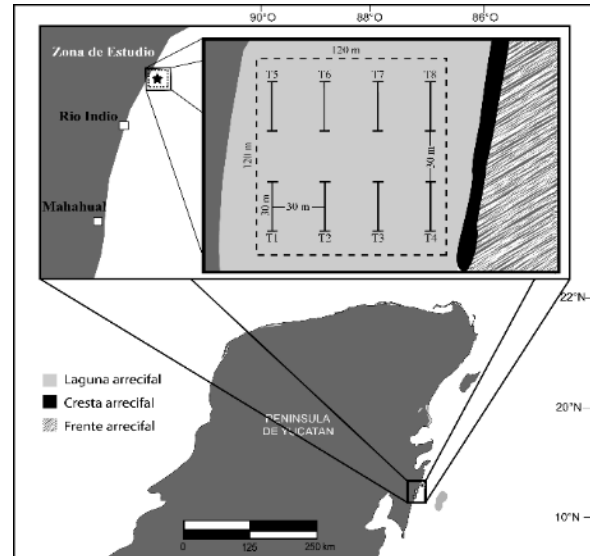 90°O 88°O 86°O
Zona de Estudio
120 m
T5 T6 T7 T8
Rio Indio
120 m
30 m
30 m
30 m
Mahahual
T1 T2 T3 T4
22°N
Laguna arrecifal
Cresta arrecifal
Frente arrecifal
20°N
PENINSULA
DE YUCATAN
10°N
0 125 250 km